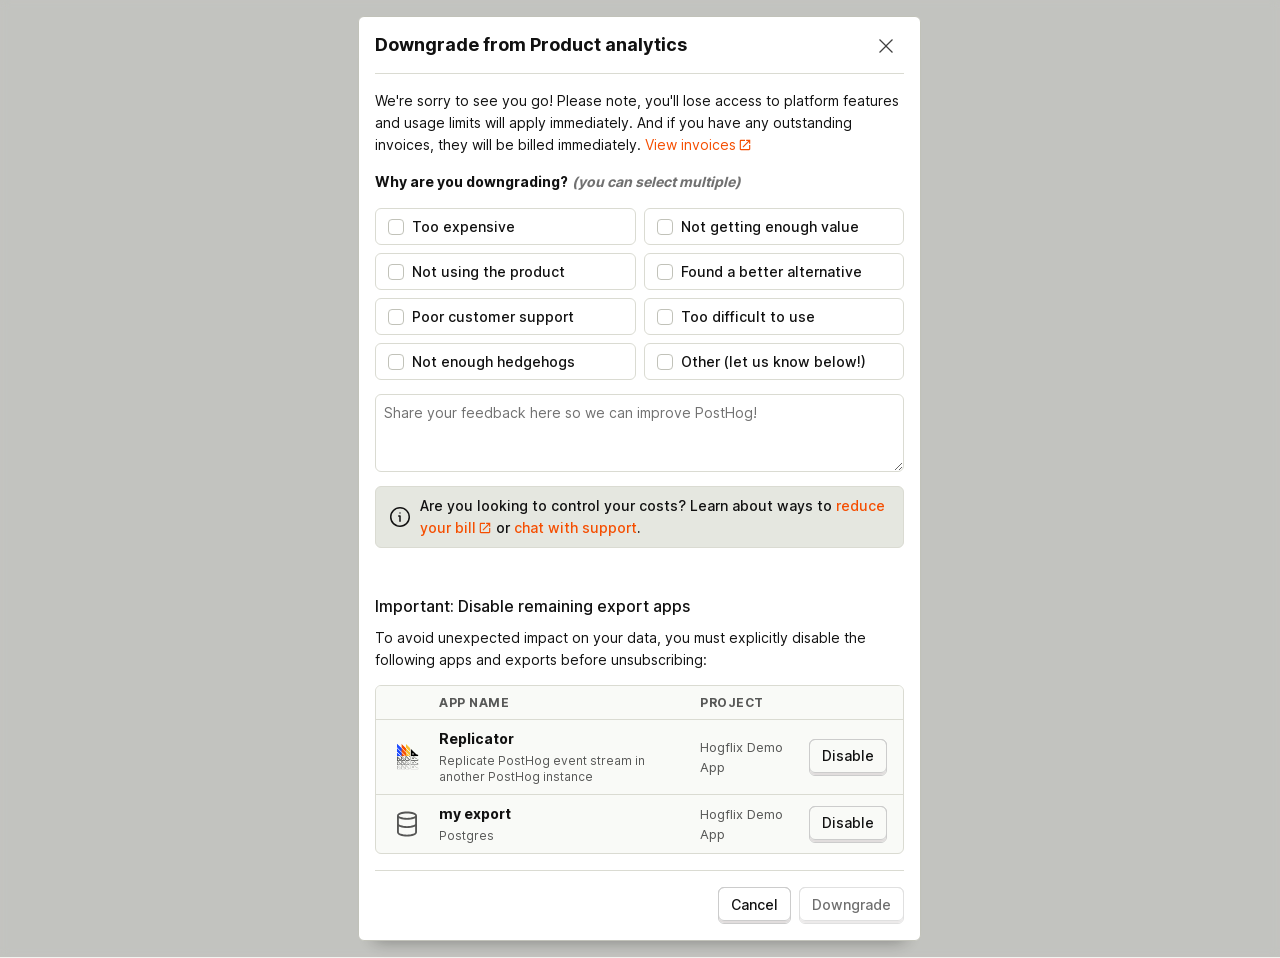 Downgrade from Product analytics
We're sorry to see you go! Please note, you'll lose access to platform features
and usage limits will apply immediately. And if you have any outstanding
invoices, they will be billed immediately. View invoices
Why are you downgrading? (you can select multiple)
Too expensive
Not getting enough value
Not using the product
Found a better alternative
Poor customer support
Too difficult to use
Not enough hedgehogs
Other (let us know below!)
Share your feedback here so we can improve PostHog!
Are you looking to control your costs? Learn about ways to reduce
your bill or chat with support.
Important: Disable remaining export apps
To avoid unexpected impact on your data, you must explicitly disable the
following apps and exports before unsubscribing:
APP NAME PROJECT
Replicator
Replicate PostHog event stream in
another PostHog instance
Hogflix Demo
App
Disable
my export
Postgres
Hogflix Demo
App
Disable
Cancel
Downgrade